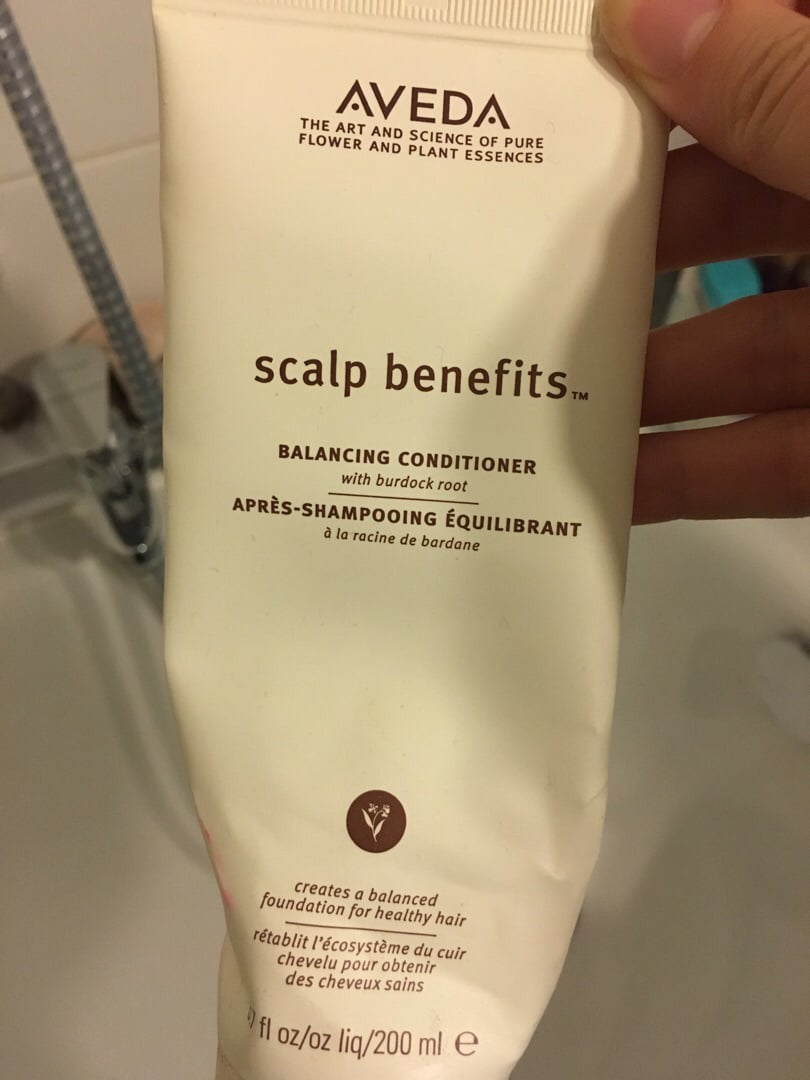 AVEDA
THE ART AND SCIENCE OF PURE
FLOWER AND PLANT ESSENCES
scalp benefits™
BALANCING CONDITIONER
with burdock root
APRÈS-SHAMPOOING ÉQUILIBRANT
à la racine de bardane
creates a balanced
foundation for healthy hair
rétablit l'écosystème du cuir
chevelu pour obtenir
des cheveux sains
fl oz/oz liq/200 ml ℮